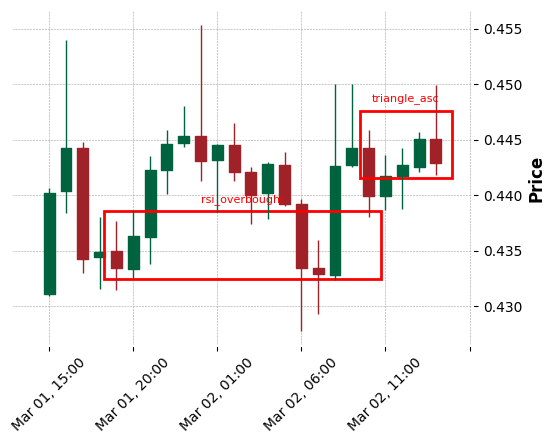 0.455
0.450
triangle_asc
0.445
0.440
rsi_overbough
0.435
0.430
Price
Mar 01, 15:00
Mar 01, 20:00
Mar 02, 01:00
Mar 02, 06:00
Mar 02, 11:00